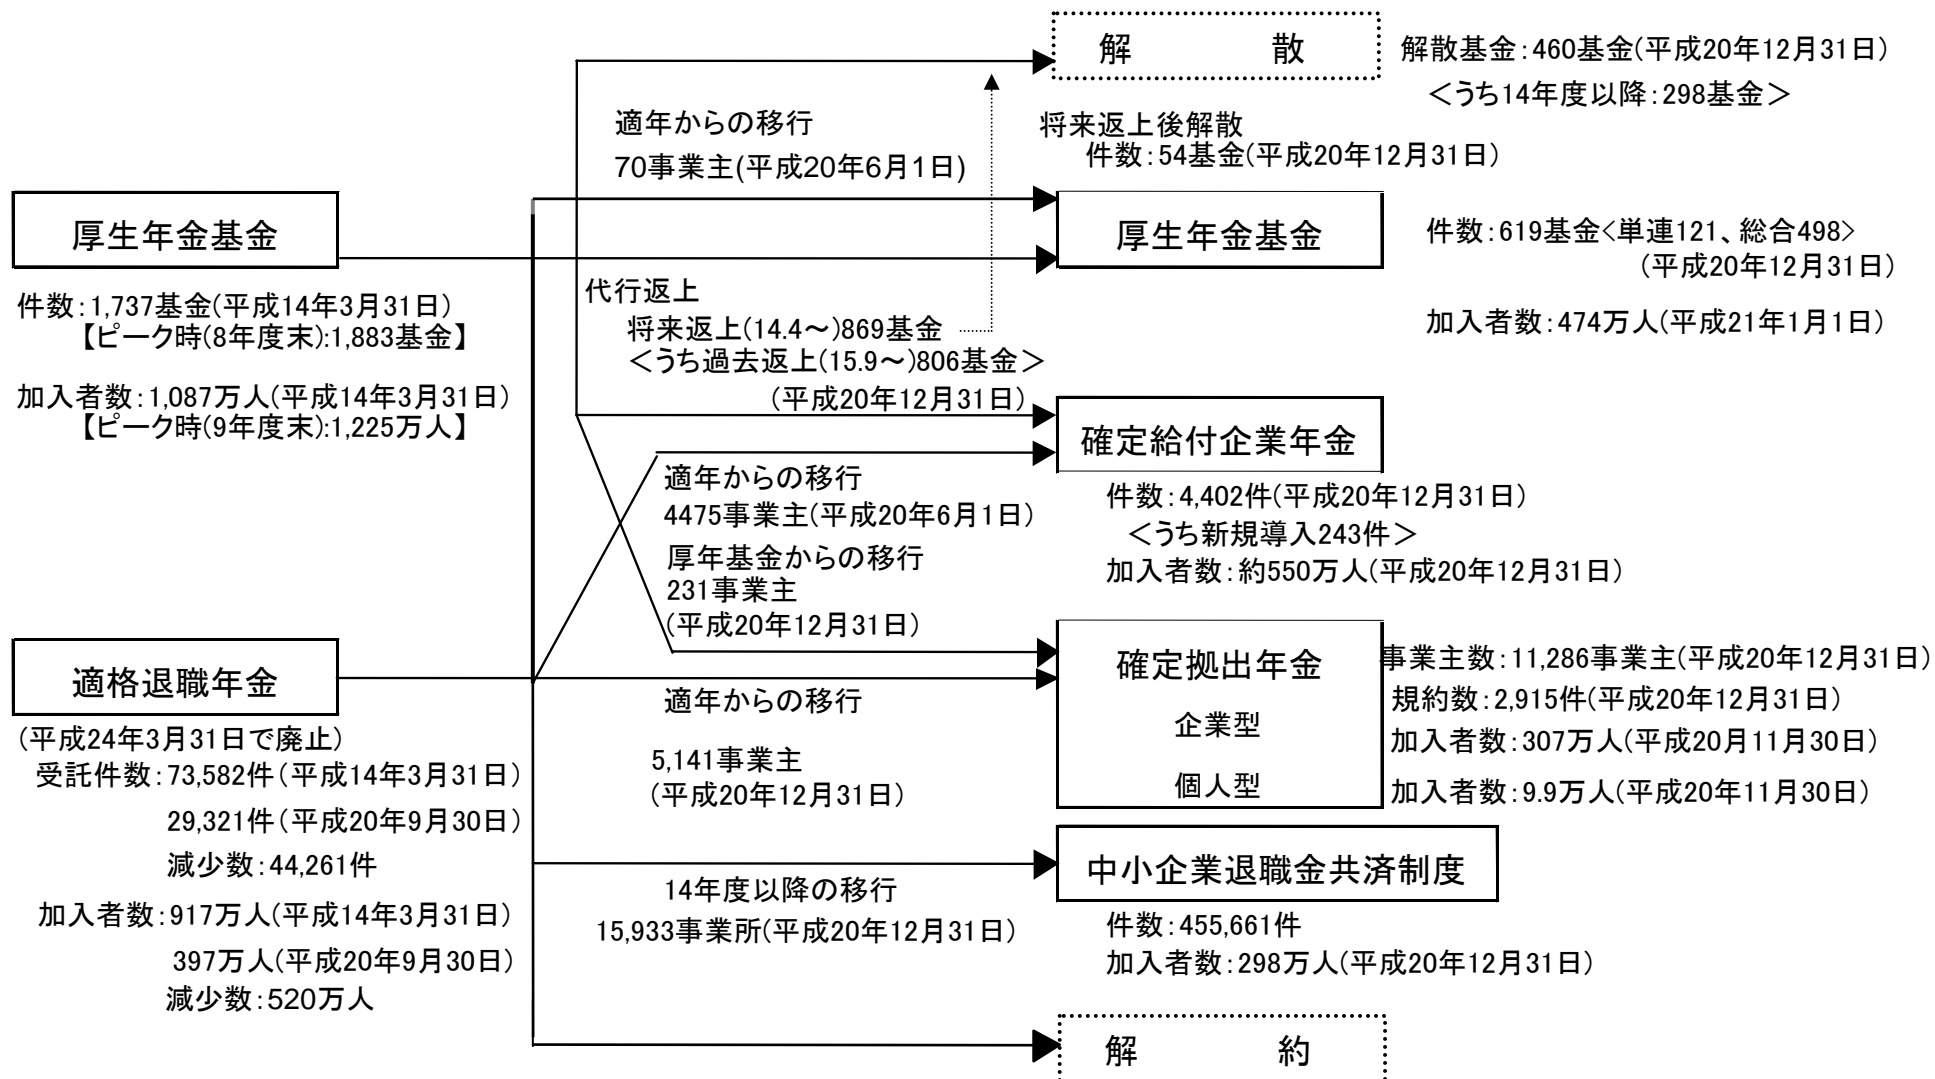 解　　　散
解散基金：460基金(平成20年12月31日)
＜うち14年度以降：298基金＞
適年からの移行
70事業主(平成20年6月1日)
将来返上後解散
件数：54基金(平成20年12月31日)
厚生年金基金
件数：1,737基金(平成14年3月31日)
【ピーク時(8年度末):1,883基金】
加入者数：1,087万人(平成14年3月31日)
【ピーク時(9年度末):1,225万人】
厚生年金基金
件数：619基金<単連121、総合498>
(平成20年12月31日)
加入者数：474万人(平成21年1月1日)
代行返上
将来返上(14.4～)869基金
＜うち過去返上(15.9～)806基金＞
(平成20年12月31日)
確定給付企業年金
件数：4,402件(平成20年12月31日)
＜うち新規導入243件＞
加入者数：約550万人(平成20年12月31日)
適年からの移行
4475事業主(平成20年6月1日)
厚年基金からの移行
231事業主
(平成20年12月31日)
適格退職年金
(平成24年3月31日で廃止)
受託件数：73,582件(平成14年3月31日)
29,321件(平成20年9月30日)
減少数：44,261件
加入者数：917万人(平成14年3月31日)
397万人(平成20年9月30日)
減少数：520万人
適年からの移行
5,141事業主
(平成20年12月31日)
確定拠出年金
企業型
個人型
事業主数：11,286事業主(平成20年12月31日)
規約数：2,915件(平成20年12月31日)
加入者数：307万人(平成20月11月30日)
加入者数：9.9万人(平成20年11月30日)
14年度以降の移行
15,933事業所(平成20年12月31日)
中小企業退職金共済制度
件数：455,661件
加入者数：298万人(平成20年12月31日)
解　　　約